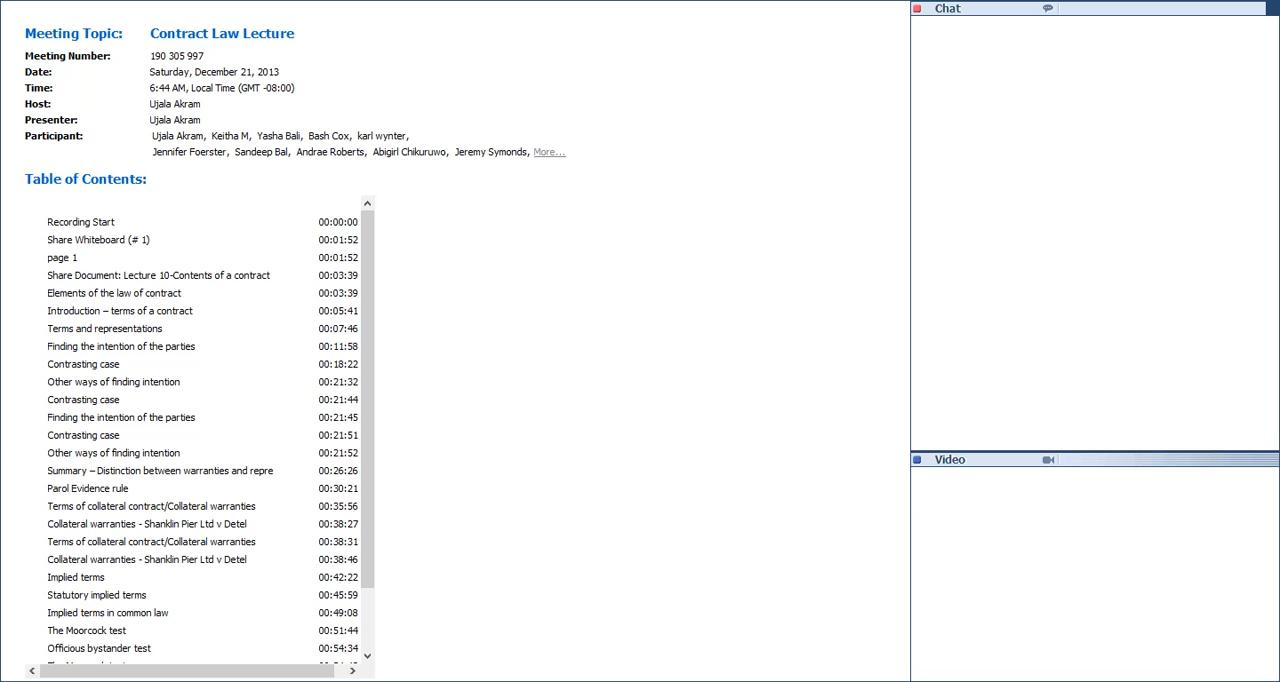 Meeting Topic: Contract Law Lecture
Meeting Number: 190 305 997
Date: Saturday, December 21, 2013
Time: 6:44 AM, Local Time (GMT -08:00)
Host: Ujala Akram
Presenter: Ujala Akram
Participant: Ujala Akram, Keitha M, Yasha Bali, Bash Cox, karl wynter,
Jennifer Foerster, Sandeep Bal, Andrae Roberts, Abigirl Chikuruwo, Jeremy Symonds, More...
Table of Contents:
Recording Start 00:00:00
Share Whiteboard (# 1) 00:01:52
page 1 00:01:52
Share Document: Lecture 10-Contents of a contract 00:03:39
Elements of the law of contract 00:03:39
Introduction – terms of a contract 00:05:41
Terms and representations 00:07:46
Finding the intention of the parties 00:11:58
Contrasting case 00:18:22
Other ways of finding intention 00:21:32
Contrasting case 00:21:44
Finding the intention of the parties 00:21:45
Contrasting case 00:21:51
Other ways of finding intention 00:21:52
Summary – Distinction between warranties and repre 00:26:26
Parol Evidence rule 00:30:21
Terms of collateral contract/Collateral warranties 00:35:56
Collateral warranties - Shanklin Pier Ltd v Detel 00:38:27
Terms of collateral contract/Collateral warranties 00:38:31
Collateral warranties - Shanklin Pier Ltd v Detel 00:38:46
Implied terms 00:42:22
Statutory implied terms 00:45:59
Implied terms in common law 00:49:08
The Moorcock test 00:51:44
Officious bystander test 00:54:34
Chat
Video